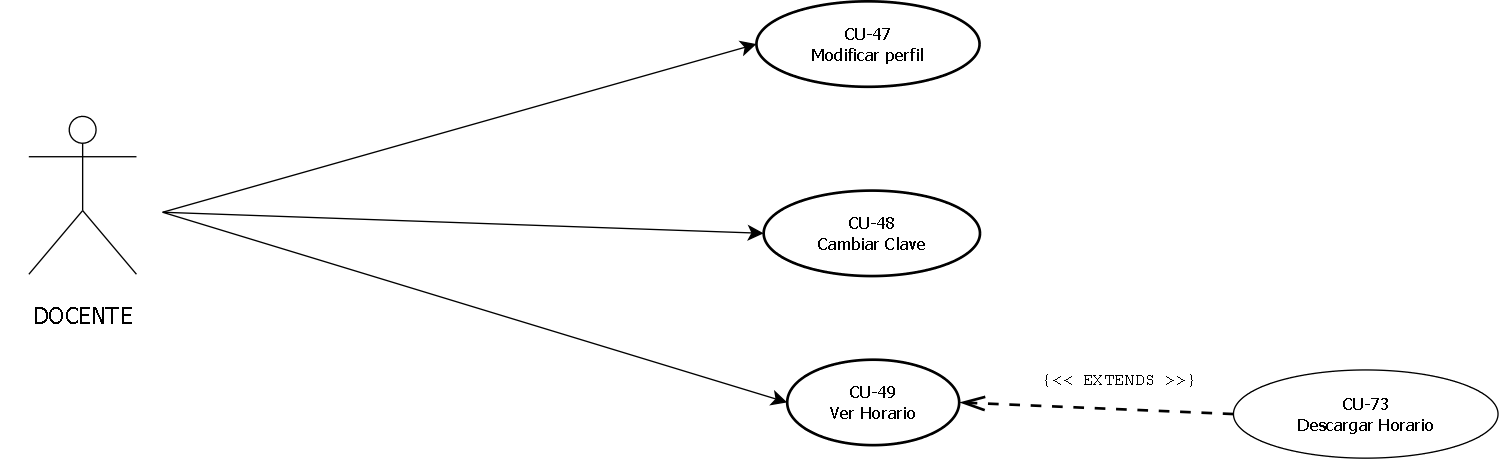 CU-47
Modificar perfil
CU-48
Cambiar Clave
DOCENTE
{<< EXTENDS >>}
CU-49
Ver Horario
CU-73
Descargar Horario